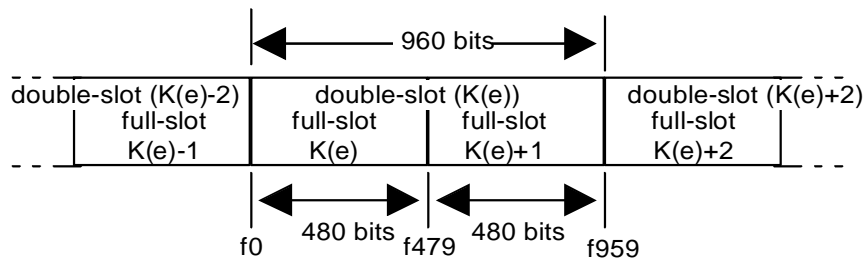 960 bits
double-slot (K(e)-2) double-slot (K(e)) double-slot (K(e)+2)
full-slot full-slot full-slot full-slot
K(e)-1 K(e) K(e)+1 K(e)+2
480 bits 480 bits
f0 f479 f959